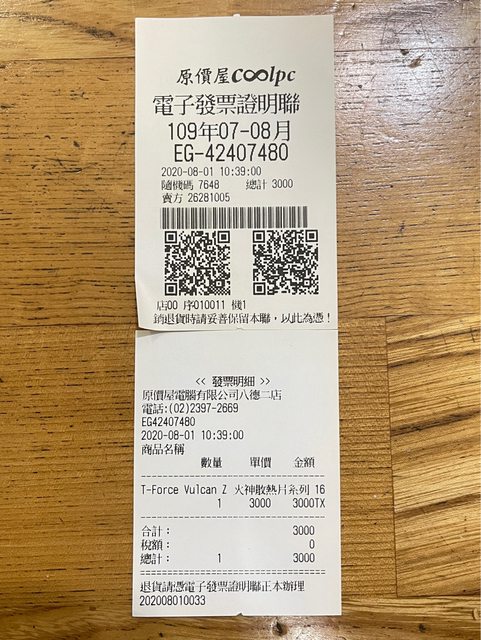 原價屋coolpc
電子發票證明聯
109年07-08月
EG-42407480
2020-08-01 10:39:00
隨機碼 7648 總計 3000
賣方 26281005
店00 序010011 機1
銷退貨時請妥善保留本聯，以此為憑！
<< 發票明細 >>
原價屋電腦有限公司八德二店
電話:(02)2397-2669
EG42407480
2020-08-01 10:39:00
商品名稱
數量 單價 金額
T-Force Vulcan Z 火神散熱片系列 16
1 3000 3000TX
合計： 3000
稅額： 0
總計： 1 3000
退貨請憑電子發票證明聯正本辦理
202008010033